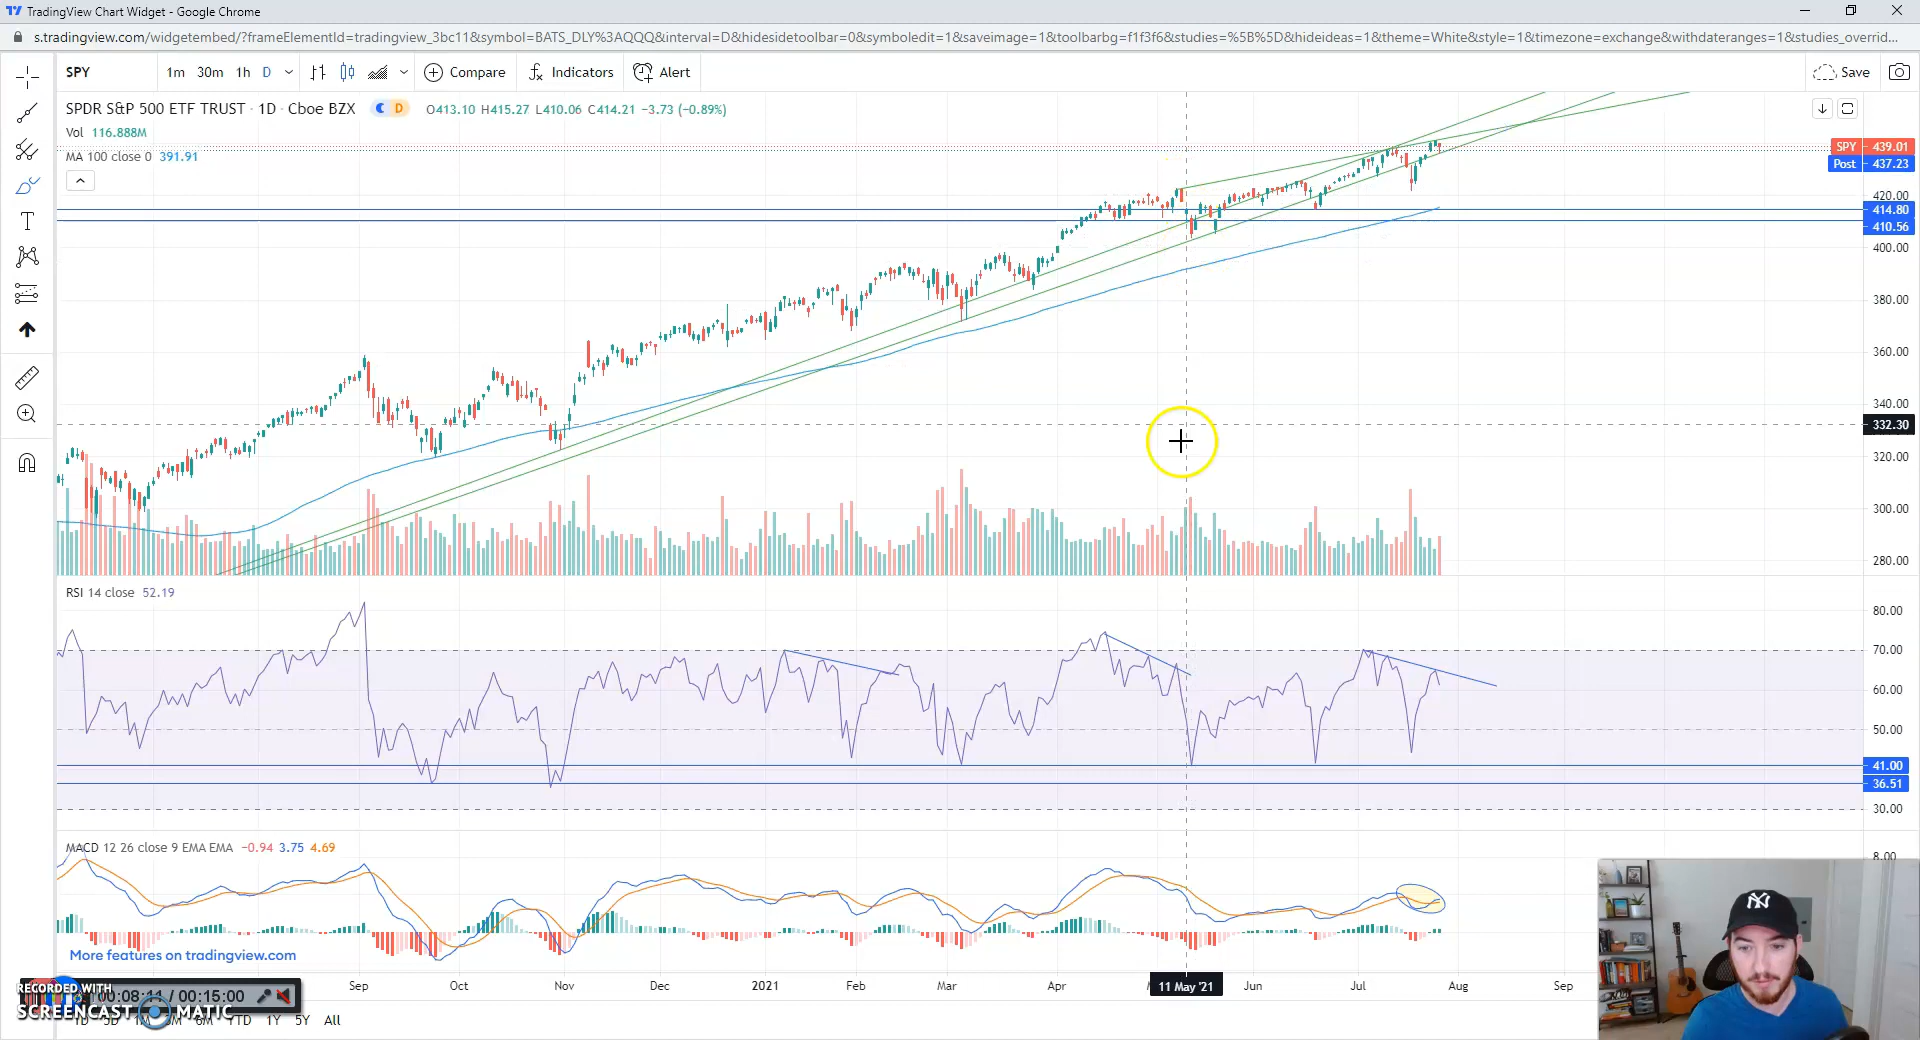 TradingView Chart Widget - Google Chrome
s.tradingview.com/widgetembed/?frameElementId=tradingview_3bc11&symbol=BATS_DLY%3AQQQ&interval=D&hidesidetoolbar=0&symboledit=1&saveimage=1&toolbarbg=f1f3f6&studies=%5B%5D&hideideas=1&theme=White&style=1&timezone=exchange&withdateranges=1&studies_overrid...
SPY 1m 30m 1h D Compare Indicators Alert Save
SPDR S&P 500 ETF TRUST · 1D · Cboe BZX D O413.10 H415.27 L410.06 C414.21 −3.73 (−0.89%)
Vol 116.888M
SPY 439.01
MA 100 close 0 391.91
Post 437.23
420.00
414.80
410.56
400.00
380.00
360.00
340.00
332.30
320.00
300.00
280.00
RSI 14 close 52.19
80.00
70.00
60.00
50.00
41.00
36.51
30.00
MACD 12 26 close 9 EMA EMA −0.94 3.75 4.69
8.00
More features on tradingview.com
Sep Oct Nov Dec 2021 Feb Mar Apr 11 May '21 Jun Jul Aug Sep
RECORDED WITH
00:08:11 / 00:15:00
SCREENCAST MATIC
1D 5D 1M 3M 6M YTD 1Y 5Y All
NY